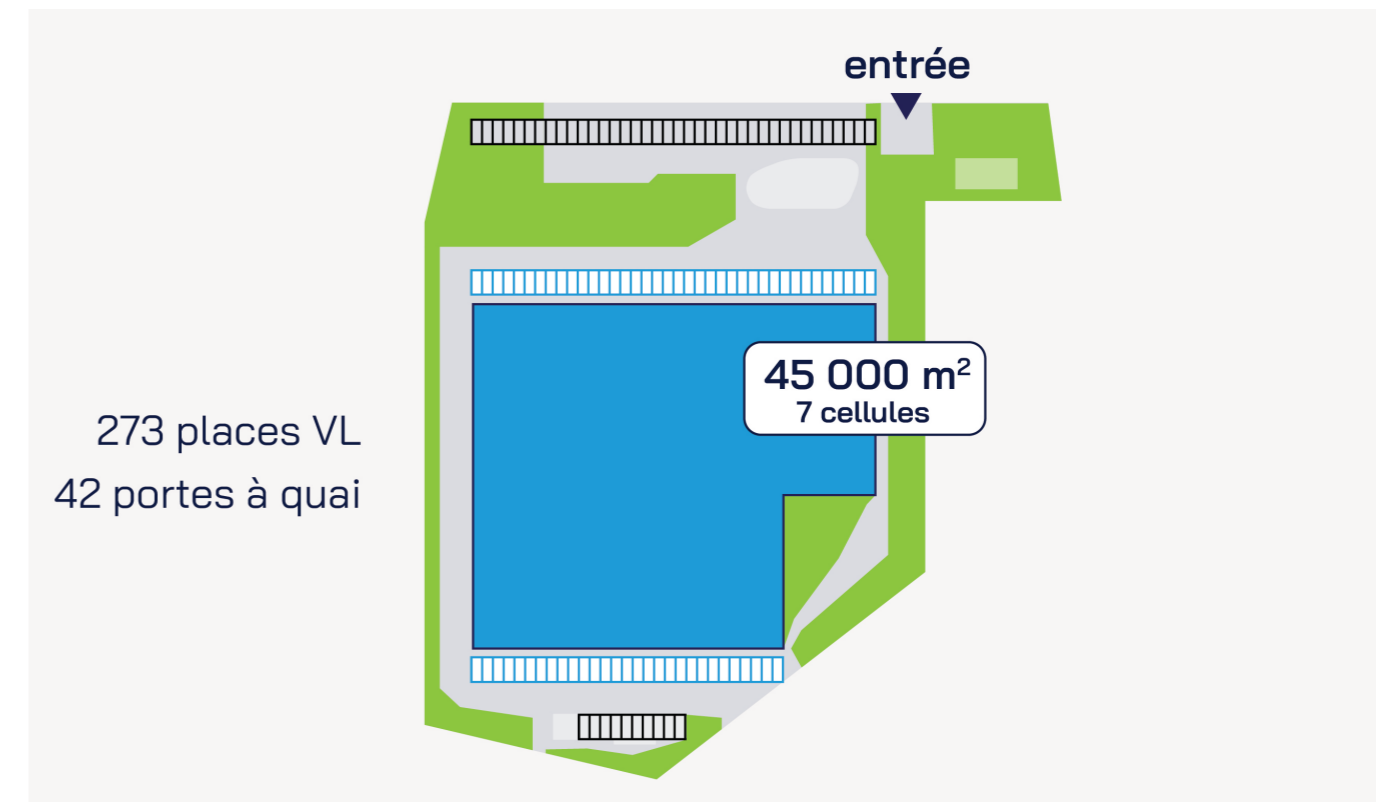 entrée
45 000 m²
7 cellules
273 places VL
42 portes à quai